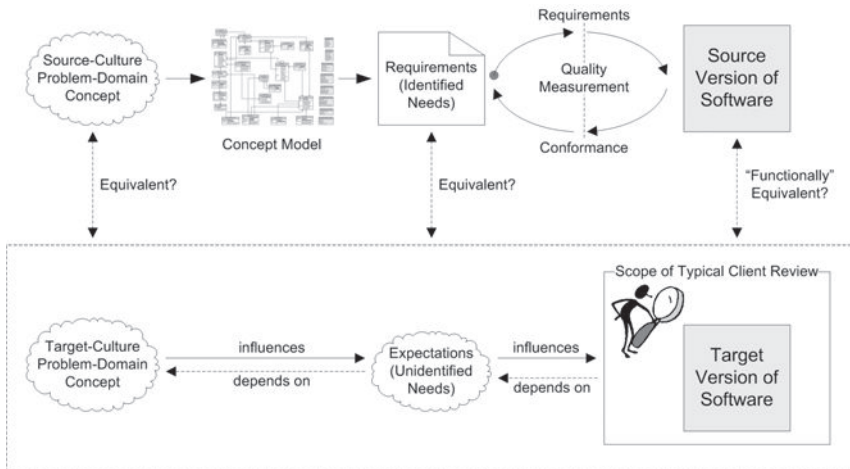 Source-Culture
Problem-Domain
Concept
Concept Model
Requirements
(Identified
Needs)
Requirements
Quality
Measurement
Conformance
Source
Version of
Software
Equivalent?
Equivalent?
“Functionally”
Equivalent?
Scope of Typical Client Review
Target-Culture
Problem-Domain
Concept
influences
depends on
Expectations
(Unidentified
Needs)
influences
depends on
Target
Version of
Software